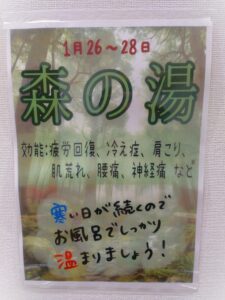 1月26～28日
森の湯
効能:疲労回復、冷え症、肩こり、
肌荒れ、腰痛、神経痛 など
寒い日が続くので
お風呂でしっかり
温まりましょう！